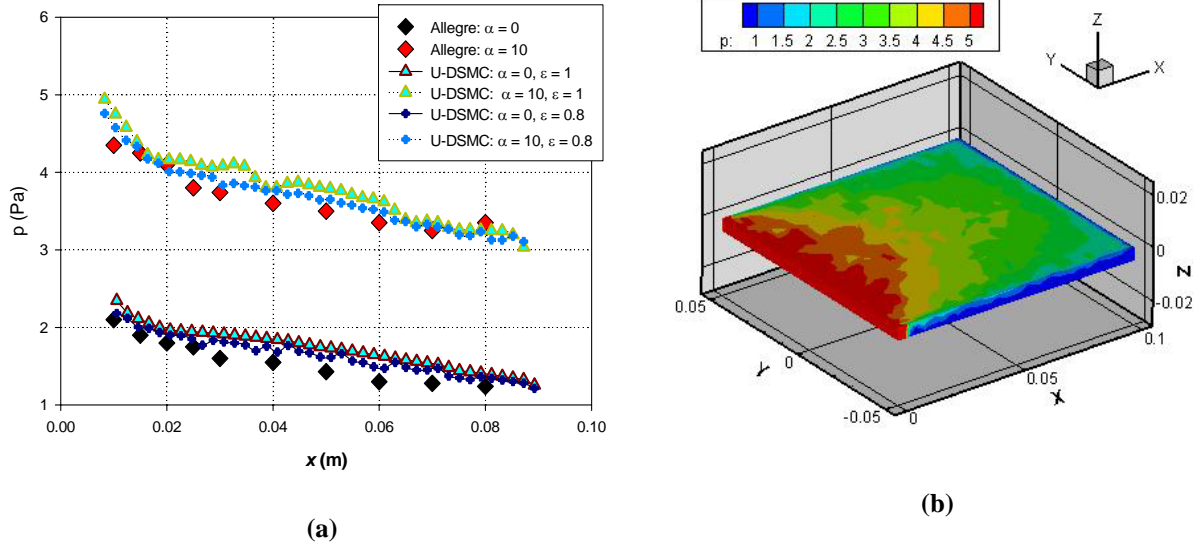 6
5
4
3
2
1
p (Pa)
0.00 0.02 0.04 0.06 0.08 0.10
x (m)
Allegre: α = 0
Allegre: α = 10
U-DSMC: α = 0, ε = 1
U-DSMC: α = 10, ε = 1
U-DSMC: α = 0, ε = 0.8
U-DSMC: α = 10, ε = 0.8
(a)
p: 1 1.5 2 2.5 3 3.5 4 4.5 5
Z
Y
X
0.02
0
-0.02
Z
0.05
0
-0.05
Y
0
0.05
0.1
X
(b)